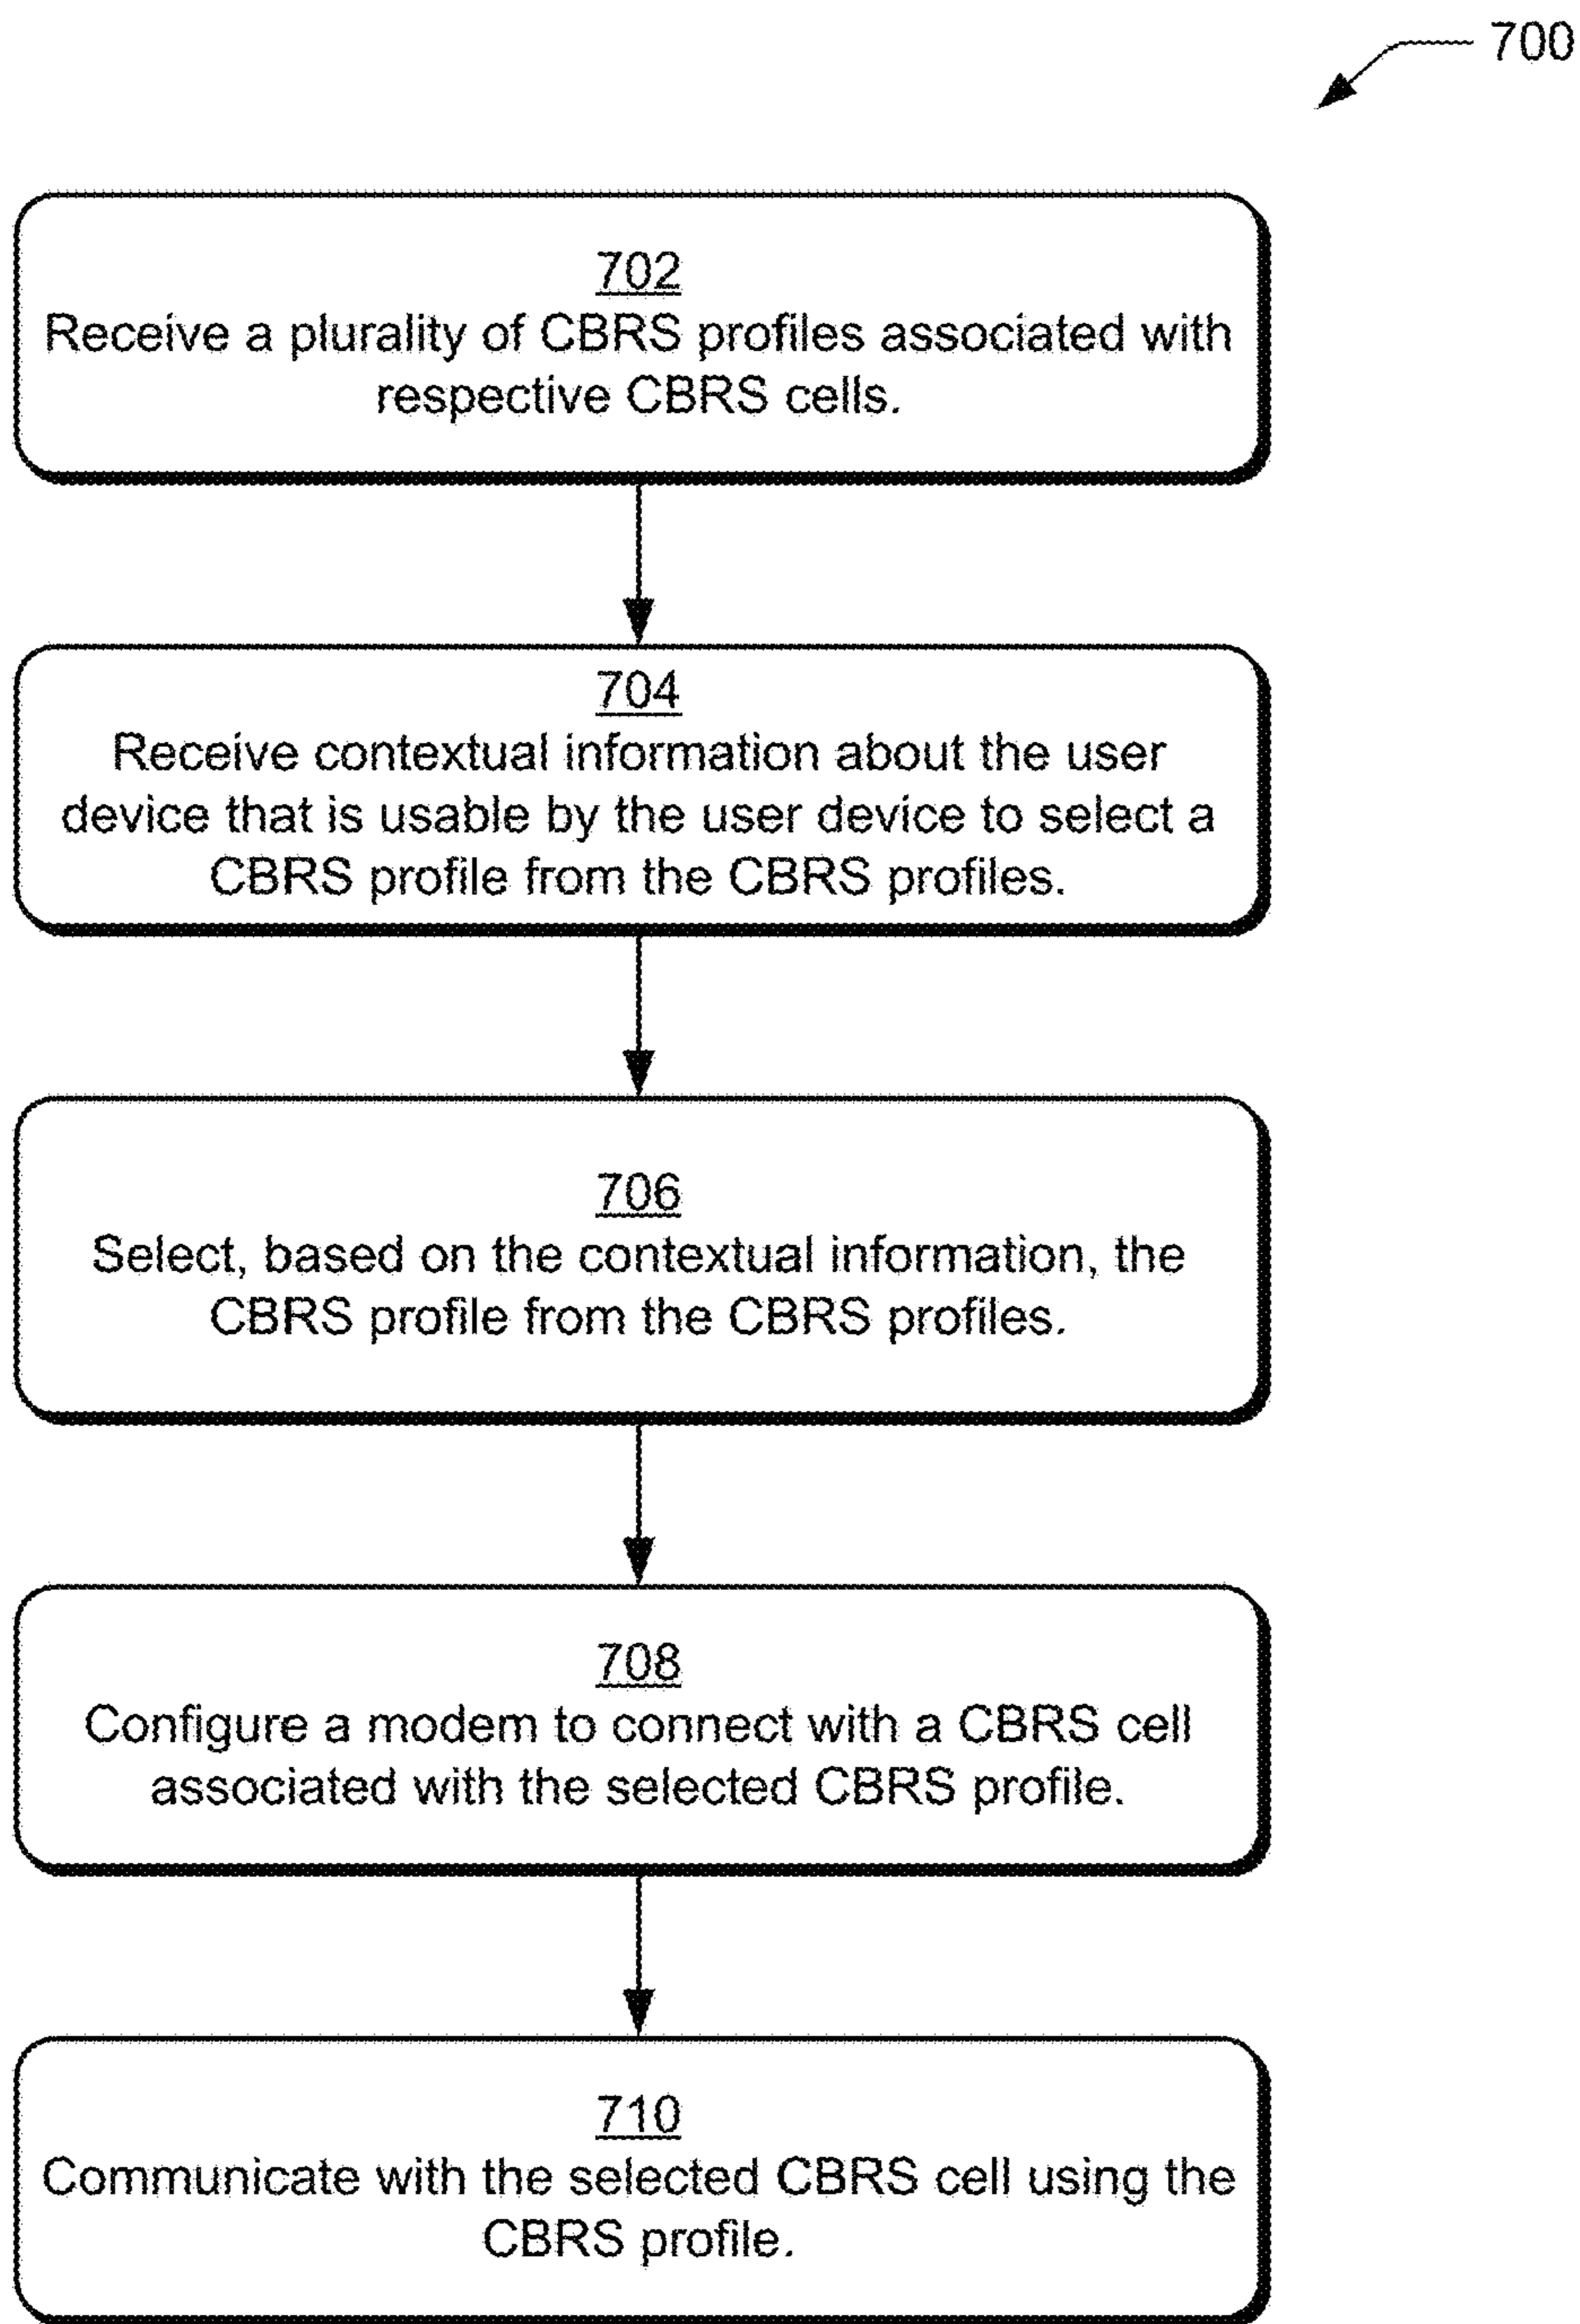 700
702
Receive a plurality of CBRS profiles associated with
respective CBRS cells.
704
Receive contextual information about the user
device that is usable by the user device to select a
CBRS profile from the CBRS profiles.
706
Select, based on the contextual information, the
CBRS profile from the CBRS profiles.
708
Configure a modem to connect with a CBRS cell
associated with the selected CBRS profile.
710
Communicate with the selected CBRS cell using the
CBRS profile.